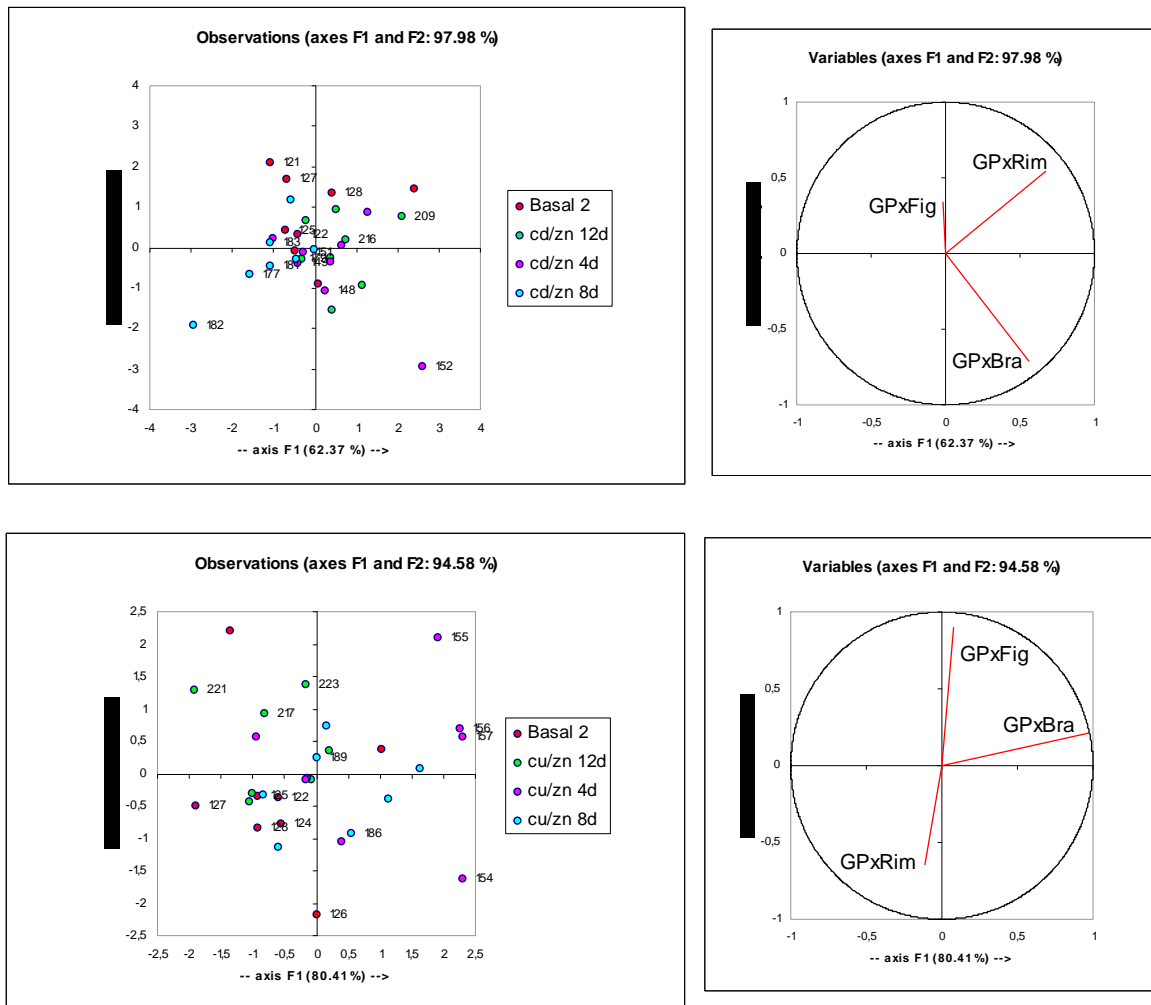 Observations (axes F1 and F2: 97.98 %)
4
3
2
1
0
-1
-2
-3
-4
-4 -3 -2 -1 0 1 2 3 4
-- axis F1 (62.37 %) -->
121
127
128
209
125
122
183
216
151
149
181
177
148
182
152
Basal 2
cd/zn 12d
cd/zn 4d
cd/zn 8d
Variables (axes F1 and F2: 97.98 %)
1
0,5
0
-0,5
-1
-1 -0,5 0 0,5 1
-- axis F1 (62.37 %) -->
GPxRim
GPxFig
GPxBra
Observations (axes F1 and F2: 94.58 %)
2,5
2
1,5
1
0,5
0
-0,5
-1
-1,5
-2
-2,5
-2,5 -2 -1,5 -1 -0,5 0 0,5 1 1,5 2 2,5
-- axis F1 (80.41 %) -->
155
221
223
217
156
157
189
122
127
124
128
186
154
126
Basal 2
cu/zn 12d
cu/zn 4d
cu/zn 8d
Variables (axes F1 and F2: 94.58 %)
1
0,5
0
-0,5
-1
-1 -0,5 0 0,5 1
-- axis F1 (80.41 %) -->
GPxFig
GPxBra
GPxRim